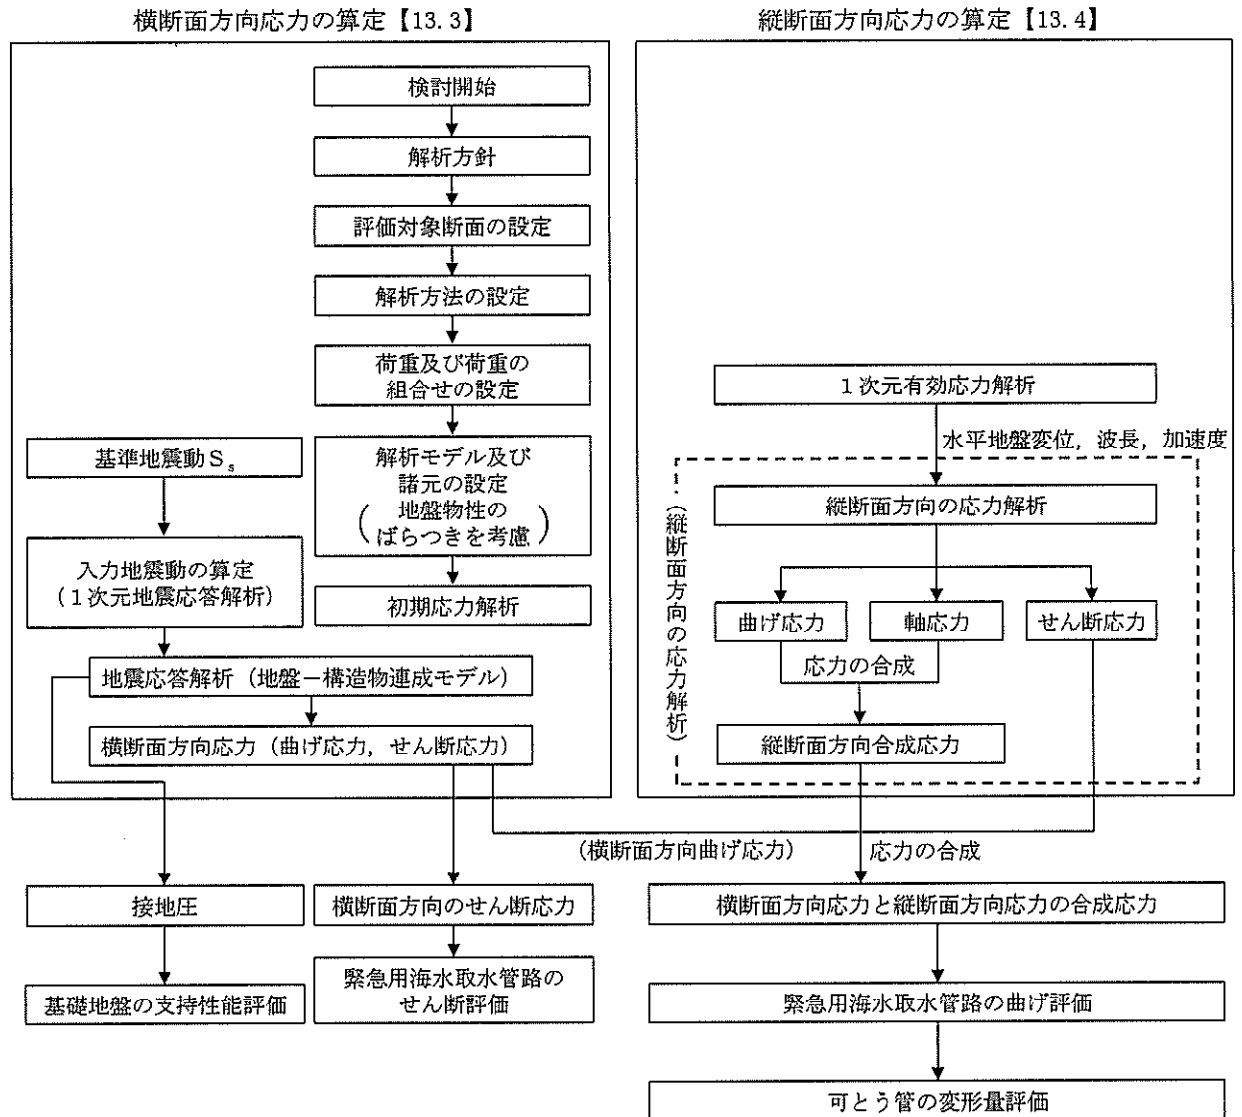 横断面方向応力の算定【13.3】
検討開始
解析方針
評価対象断面の設定
解析方法の設定
荷重及び荷重の
組合せの設定
基準地震動Ｓs
解析モデル及び
諸元の設定
(地盤物性の
ばらつきを考慮)
入力地震動の算定
(１次元地震応答解析)
初期応力解析
地震応答解析 (地盤－構造物連成モデル)
横断面方向応力 (曲げ応力，せん断応力)
縦断面方向応力の算定【13.4】
１次元有効応力解析
水平地盤変位，波長，加速度
(縦断面方向の応力解析)
縦断面方向の応力解析
曲げ応力
軸応力
せん断応力
応力の合成
縦断面方向合成応力
(横断面方向曲げ応力)
応力の合成
接地圧
横断面方向のせん断応力
横断面方向応力と縦断面方向応力の合成応力
基礎地盤の支持性能評価
緊急用海水取水管路の
せん断評価
緊急用海水取水管路の曲げ評価
可とう管の変形量評価